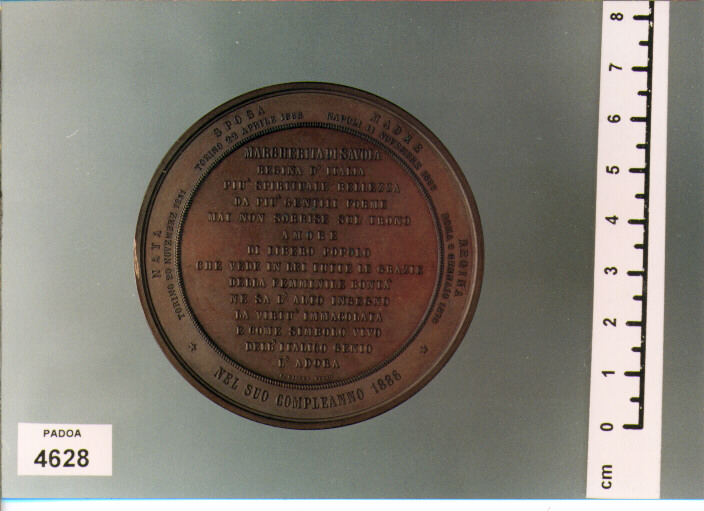 NATA
TORINO 20 NOVEMBRE 1851
SPOSA
TORINO 22 APRILE 1868
MADRE
NAPOLI 11 NOVEMBRE 1869
REGINA
ROMA 9 GENNAIO 1878
MARGHERITA DI SAVOIA
REGINA D'ITALIA
PIU' SPIRITUALE BELLEZZA
DA PIU' GENTILI FORME
MAI NON SORRISE SUL TRONO
AMORE
DI LIBERO POPOLO
CHE VEDE IN LEI TUTTE LE GRAZIE
DELLA FEMMINILE BONTA'
NE SA L'ALTO INGEGNO
LA VIRTU' IMMACOLATA
E COME SIMBOLO VIVO
DELL'ITALICO GENIO
L'ADORA
NEL SUO COMPLEANNO 1886
PADOA
4628
cm 0 1 2 3 4 5 6 7 8